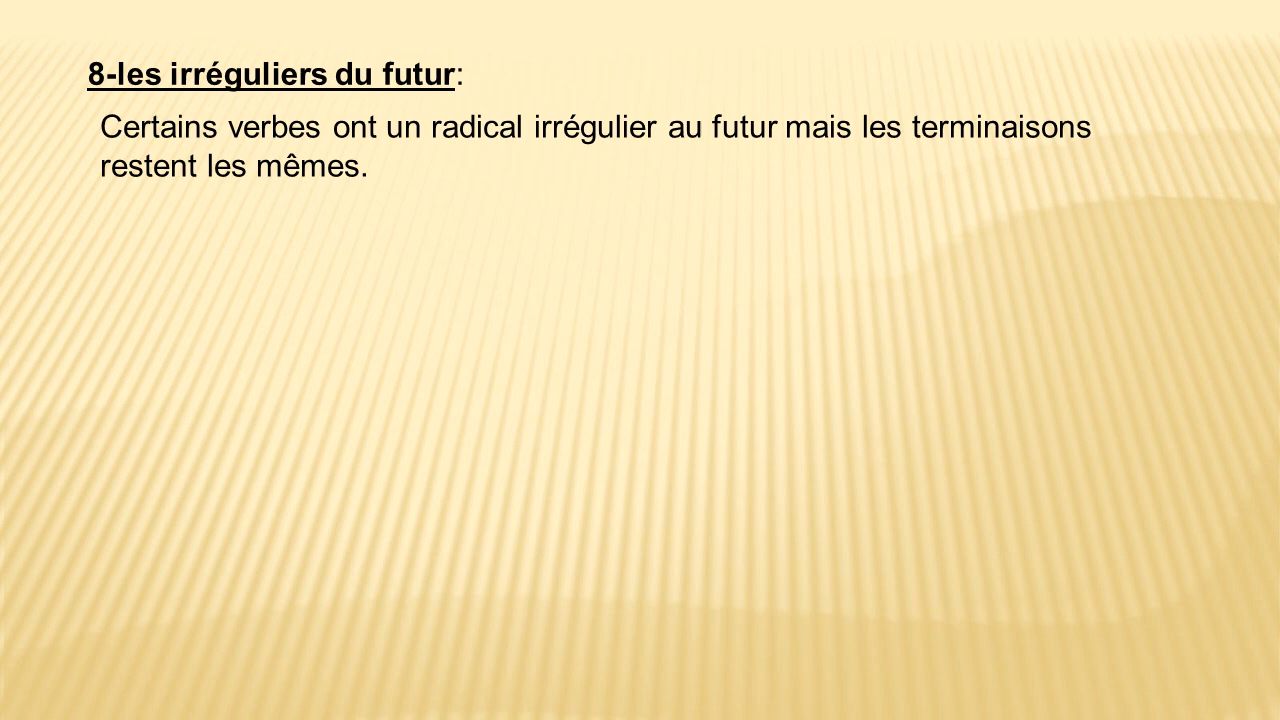 8-les irréguliers du futur:
Certains verbes ont un radical irrégulier au futur mais les terminaisons
restent les mêmes.